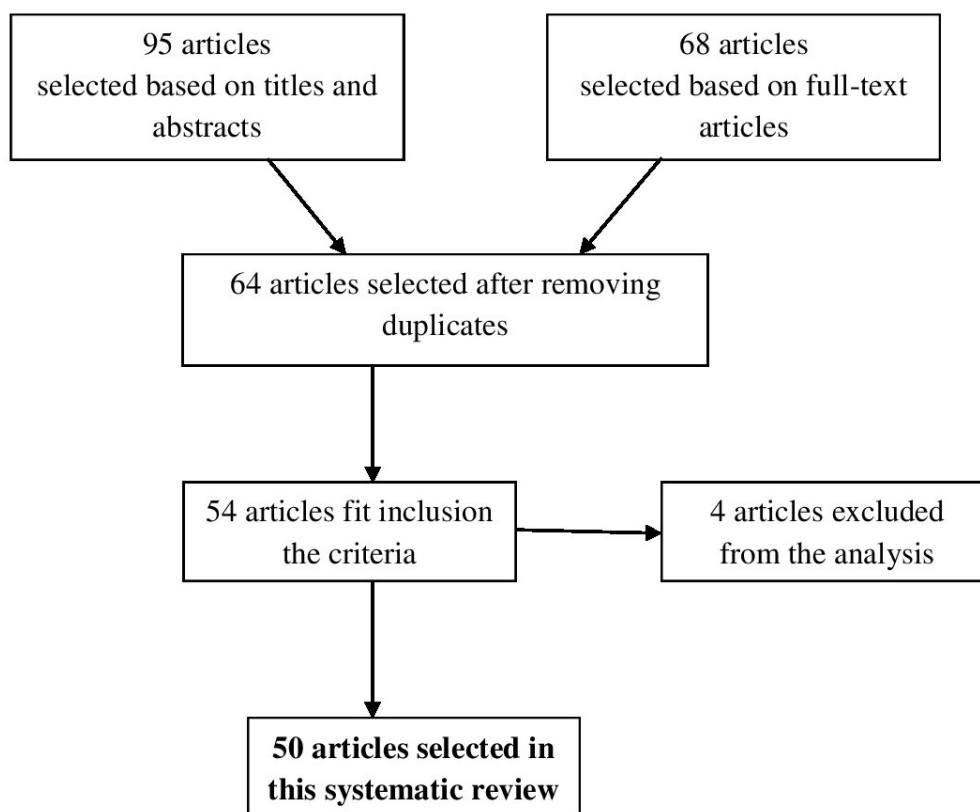 95 articles
selected based on titles and
abstracts
68 articles
selected based on full-text
articles
64 articles selected after removing
duplicates
54 articles fit inclusion
the criteria
4 articles excluded
from the analysis
50 articles selected in
this systematic review